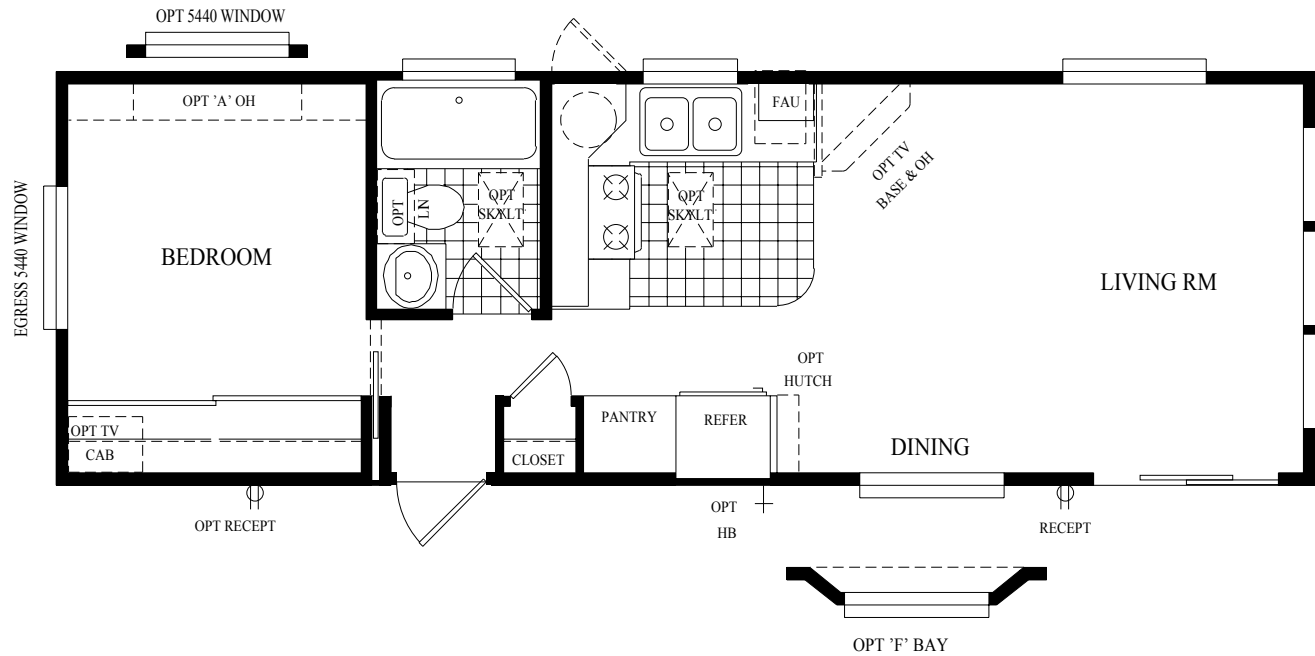 OPT 5440 WINDOW
OPT 'A' OH
FAU
OPT TV
BASE & OH
EGRESS 5440 WINDOW
OPT
LN
OPT
SKYLT
OPT
SKYLT
BEDROOM
LIVING RM
OPT
HUTCH
PANTRY
REFER
OPT TV
CAB
CLOSET
DINING
OPT RECEPT
OPT
HB
RECEPT
OPT 'F' BAY